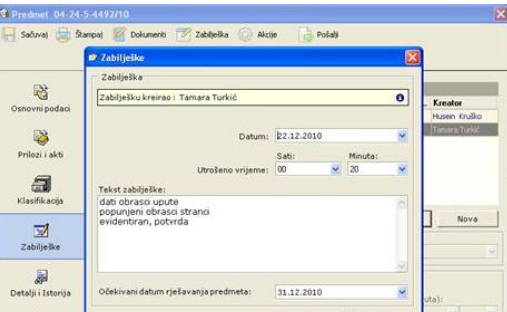 Predmet 04-24-5-4492/10
Sačuvaj Štampaj Dokumenti Zabilješka Akcije Pošalji
Zabilješke
Zabilješka
Zabilješku kreirao: Tamara Turkić
Datum: 22.12.2010
Sati: Minuta:
Utrošeno vrijeme: 00 20
Tekst zabilješke:
dati obrasci upute
popunjeni obrasci stranci
evidentiran, potvrda
Očekivani datum rješavanja predmeta: 31.12.2010
Osnovni podaci
Prilozi i akti
Klasifikacija
Zabilješke
Detalji i Istorija
Kreator
Husein Kruško
Tamara Turkić
Nova
uta):